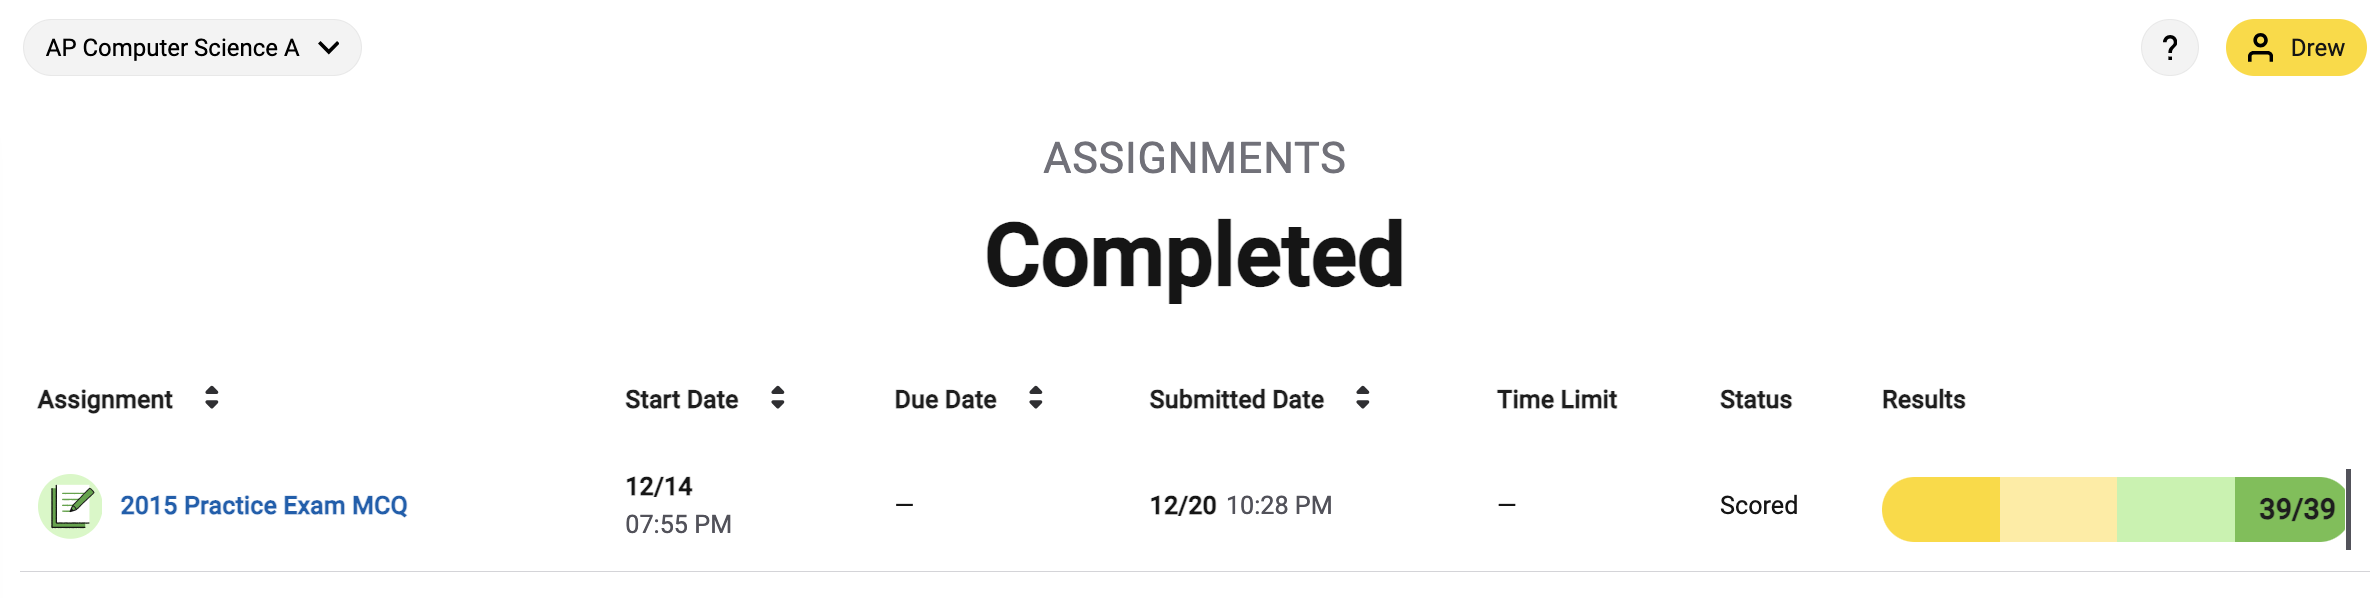 AP Computer Science A
?
Drew
ASSIGNMENTS
Completed
Assignment Start Date Due Date Submitted Date Time Limit Status Results
2015 Practice Exam MCQ 12/14 07:55 PM – 12/20 10:28 PM – Scored 39/39